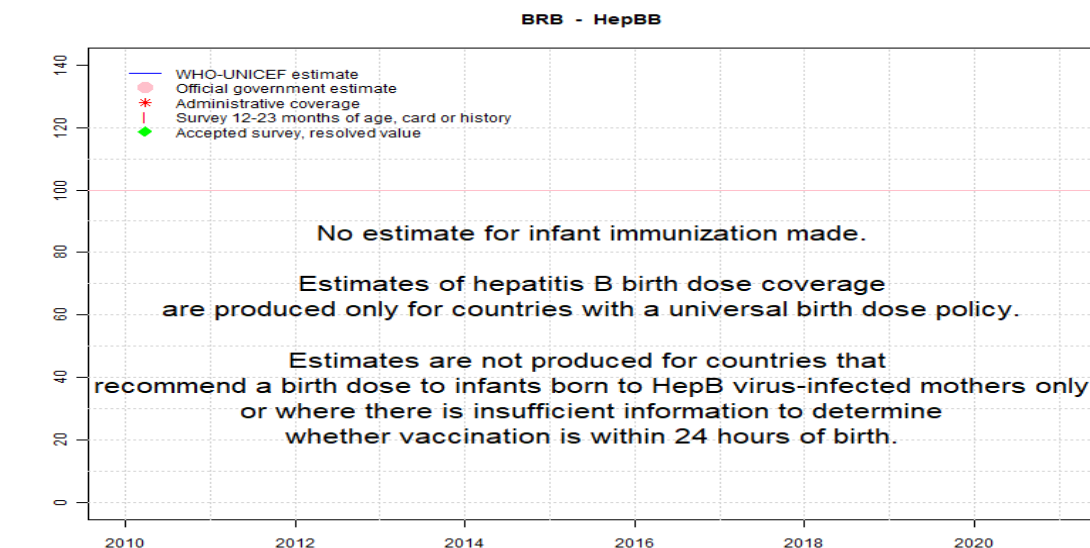 BRB - HepBB
WHO-UNICEF estimate
Official government estimate
Administrative coverage
Survey 12-23 months of age, card or history
Accepted survey, resolved value
140
120
100
80
60
40
20
0
No estimate for infant immunization made.
Estimates of hepatitis B birth dose coverage
are produced only for countries with a universal birth dose policy.
Estimates are not produced for countries that
recommend a birth dose to infants born to HepB virus-infected mothers only
or where there is insufficient information to determine
whether vaccination is within 24 hours of birth.
2010 2012 2014 2016 2018 2020